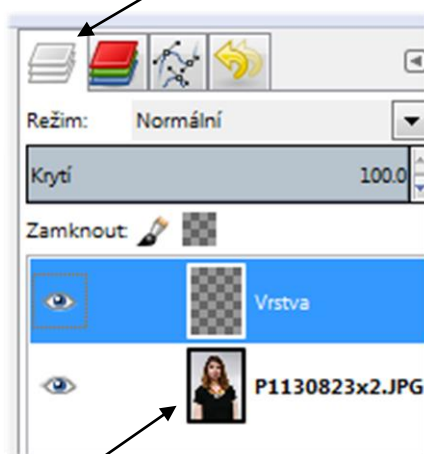 Režim: Normální
Krytí 100.0
Zamknout:
Vrstva
P1130823x2.JPG